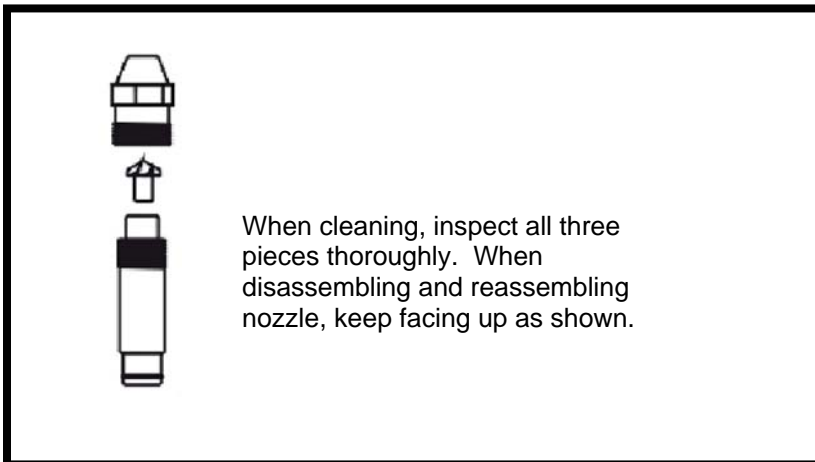 When cleaning, inspect all three
pieces thoroughly.  When
disassembling and reassembling
nozzle, keep facing up as shown.